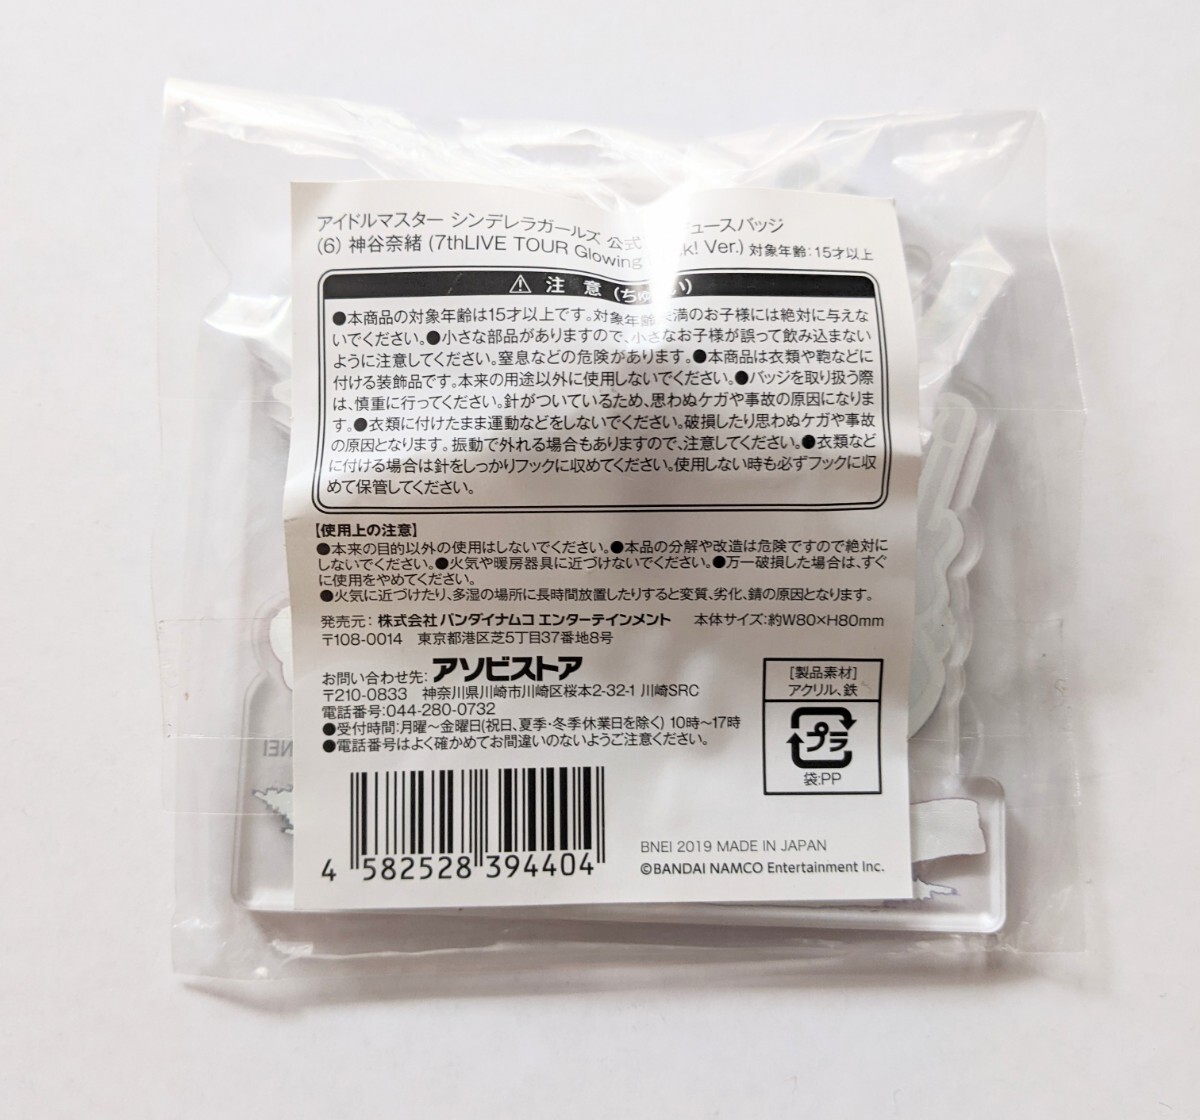 アイドルマスター シンデレラガールズ 公式 デュースバッジ
(6) 神谷奈緒 (7thLIVE TOUR Glowing k! Ver.) 対象年齢：15才以上
⚠ 注 意 (ちゅうい)
●本商品の対象年齢は15才以上です。対象年齢未満のお子様には絶対に与えな
いでください。●小さな部品がありますので、小さなお子様が誤って飲み込まない
ように注意してください。窒息などの危険があります。●本商品は衣類や鞄などに
付ける装飾品です。本来の用途以外に使用しないでください。●バッジを取り扱う際
は、慎重に行ってください。針がついているため、思わぬケガや事故の原因になりま
す。●衣類に付けたまま運動などをしないでください。破損したり思わぬケガや事故
の原因となります。振動で外れる場合もありますので、注意してください。●衣類など
に付ける場合は針をしっかりフックに収めてください。使用しない時も必ずフックに収
めて保管してください。
【使用上の注意】
●本来の目的以外の使用はしないでください。●本品の分解や改造は危険ですので絶対に
しないでください。●火気や暖房器具に近づけないでください。●万一破損した場合は、すぐ
に使用をやめてください。
●火気に近づけたり、多湿の場所に長時間放置したりすると変質、劣化、錆の原因となります。
発売元：株式会社 バンダイナムコ エンターテインメント 本体サイズ：約W80×H80mm
〒108-0014 東京都港区芝5丁目37番地8号
お問い合わせ先：アソビストア
〒210-0833 神奈川県川崎市川崎区桜本2-32-1 川崎SRC
電話番号:044-280-0732
●受付時間：月曜～金曜日(祝日、夏季・冬季休業日を除く) 10時～17時
●電話番号はよく確かめてお間違いのないようご注意ください。
[製品素材]
アクリル、鉄
プラ
袋:PP
4 582528 394404
BNEI 2019 MADE IN JAPAN
©BANDAI NAMCO Entertainment Inc.
BNEI